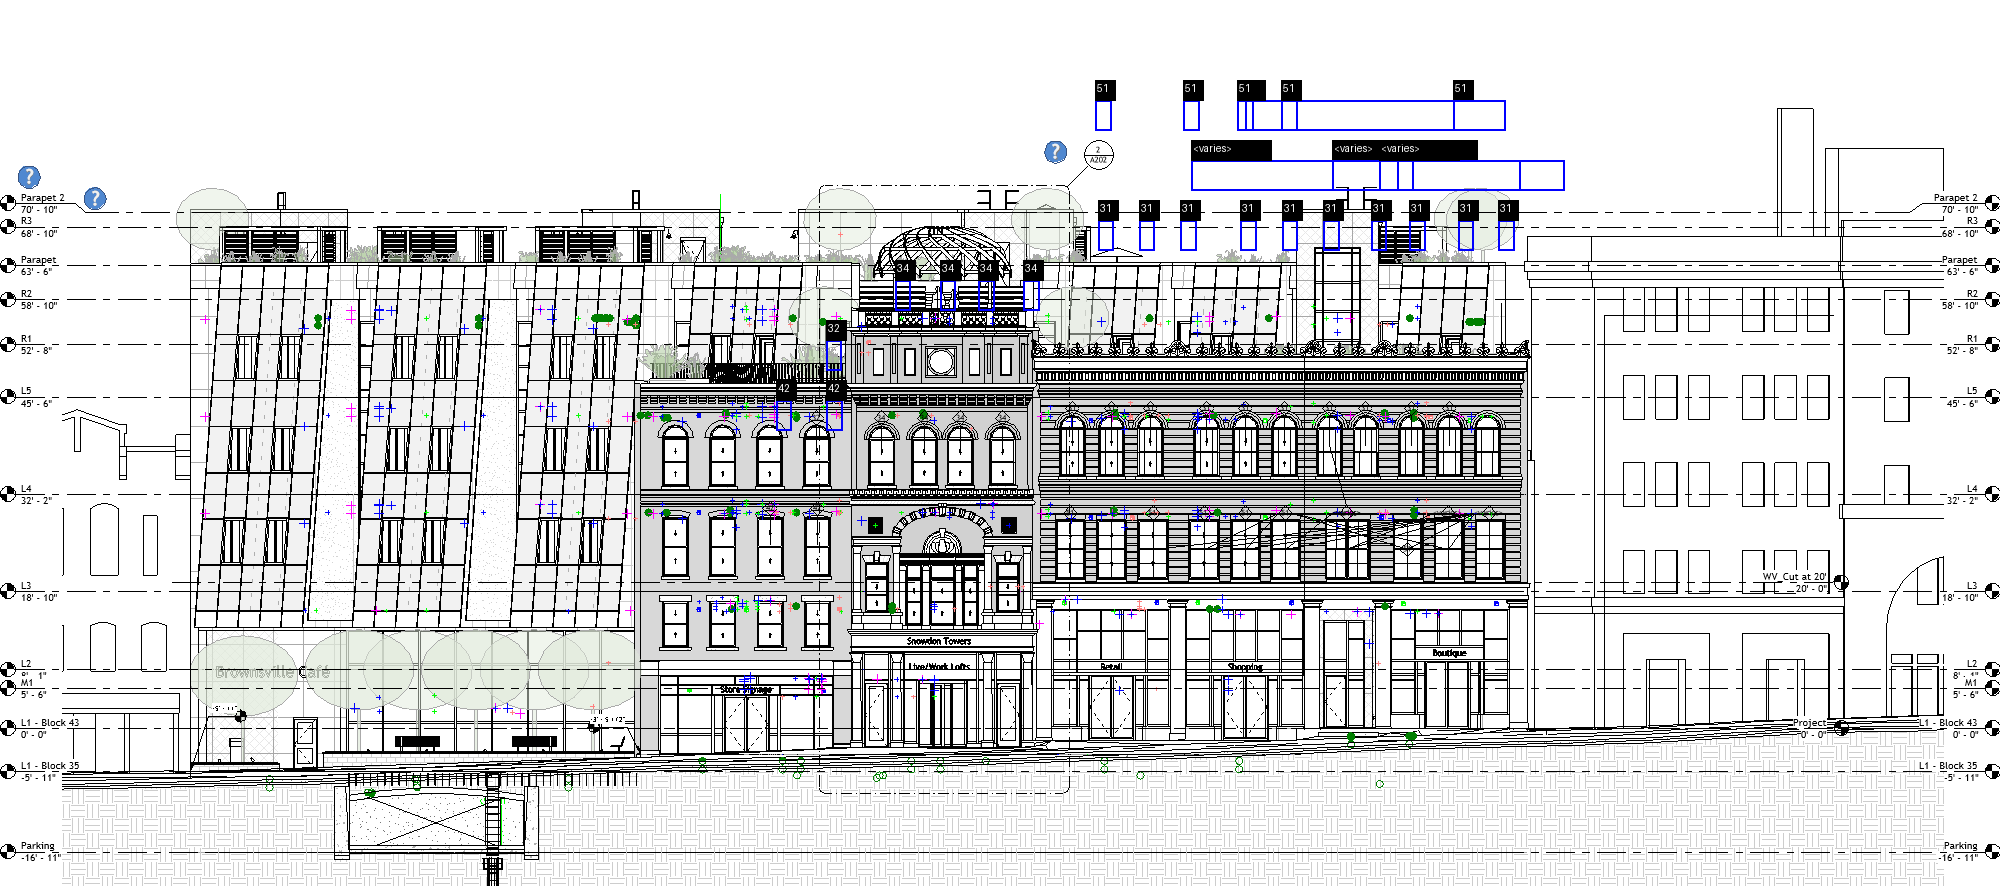 51 51 51 51 51
<varies> <varies> <varies>
2
A202
31 31 31 31 31 31 31 31 31 31
34 34 34 34
32
42 42
Parapet 2
70' - 10"
R3
68' - 10"
Parapet
63' - 6"
R2
58' - 10"
R1
52' - 8"
L5
45' - 6"
L4
32' - 2"
L3
18' - 10"
L2
8' - 1"
M1
5' - 6"
L1 - Block 43
0' - 0"
L1 - Block 35
-5' - 11"
Parking
-16' - 11"
Brownsville Café
Store Signage
Snowdon Towers
Live/Work Lofts
Retail
Shopping
Boutique
WV_Cut at 20'
20' - 0"
Project
0' - 0"
Parapet 2
70' - 10"
R3
68' - 10"
Parapet
63' - 6"
R2
58' - 10"
R1
52' - 8"
L5
45' - 6"
L4
32' - 2"
L3
18' - 10"
L2
8' - 1"
M1
5' - 6"
L1 - Block 43
0' - 0"
L1 - Block 35
-5' - 11"
Parking
-16' - 11"